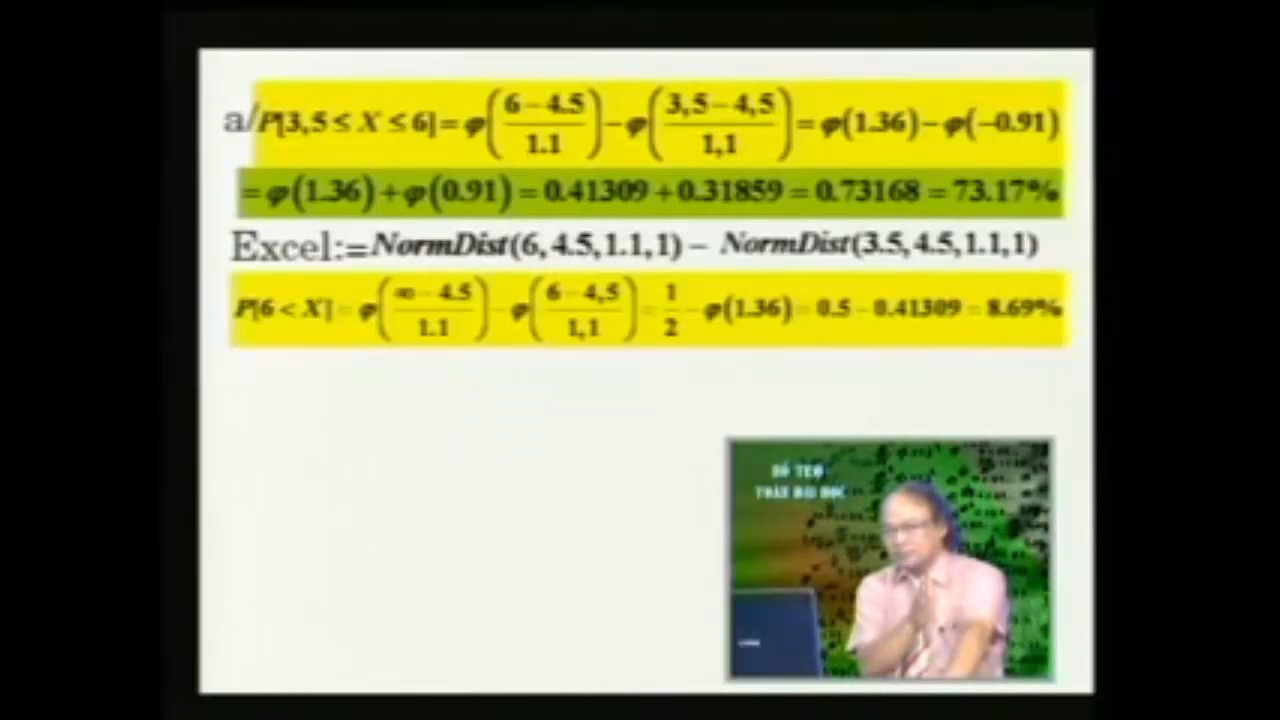 a/P[3,5 ≤ X ≤ 6] = φ((6 − 4.5)/1.1) − φ((3,5 − 4,5)/1,1) = φ(1.36) − φ(−0.91)
= φ(1.36) + φ(0.91) = 0.41309 + 0.31859 = 0.73168 = 73.17%
Excel:=NormDist(6, 4.5, 1.1, 1) − NormDist(3.5, 4.5, 1.1, 1)
P[6 < X] = φ((∞ − 4.5)/1.1) − φ((6 − 4,5)/1,1) = 1/2 − φ(1.36) = 0.5 − 0.41309 = 8.69%
TOÁN ĐẠI HỌC